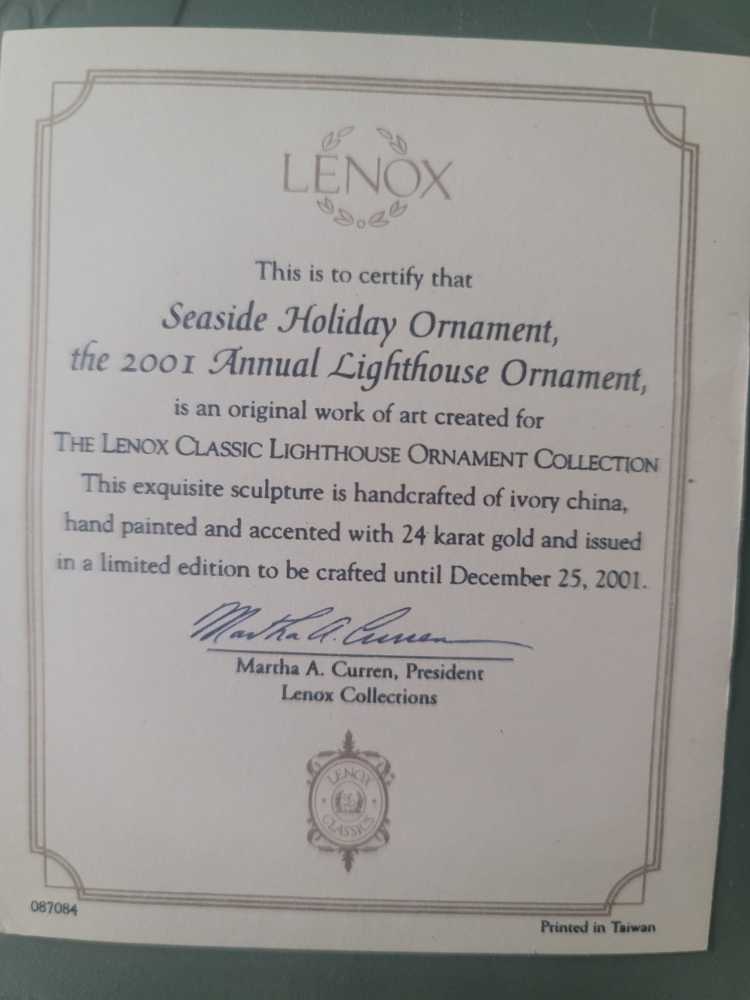 LENOX
This is to certify that
Seaside Holiday Ornament,
the 2001 Annual Lighthouse Ornament,
is an original work of art created for
THE LENOX CLASSIC LIGHTHOUSE ORNAMENT COLLECTION
This exquisite sculpture is handcrafted of ivory china,
hand painted and accented with 24 karat gold and issued
in a limited edition to be crafted until December 25, 2001.
Martha A. Curren
Martha A. Curren, President
Lenox Collections
LENOX
CLASSICS
087084
Printed in Taiwan